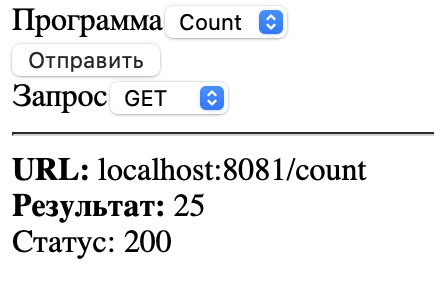 Программа Count
Отправить
Запрос GET
URL: localhost:8081/count
Результат: 25
Статус: 200